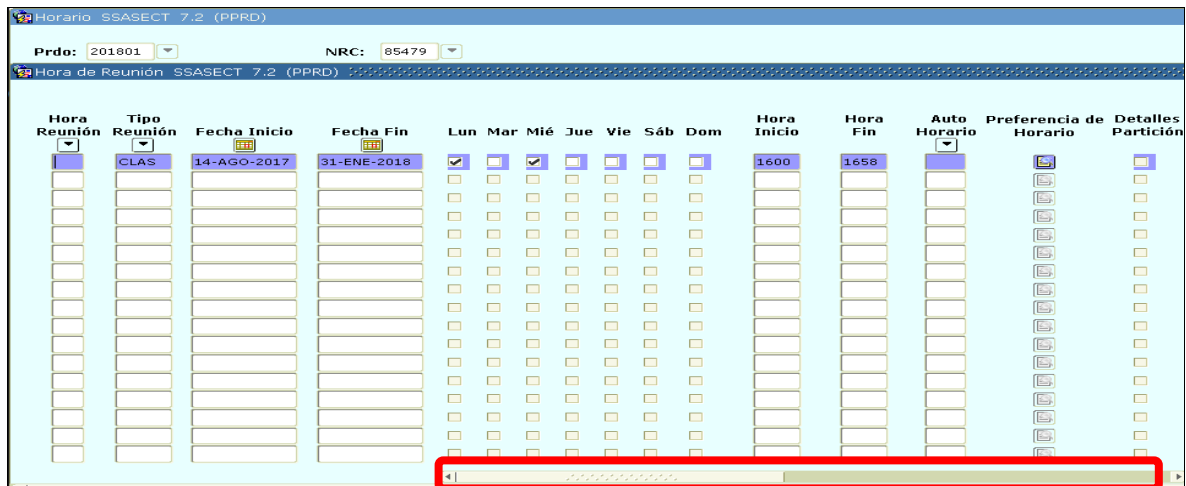 Horario SSASECT 7.2 (PPRD)
Prdo: 201801 NRC: 85479
Hora de Reunión SSASECT 7.2 (PPRD)
Hora Tipo Hora Hora Auto Preferencia de Detalles
Reunión Reunión Fecha Inicio Fecha Fin Lun Mar Mié Jue Vie Sáb Dom Inicio Fin Horario Horario Partición
CLAS 14-AGO-2017 31-ENE-2018 1600 1658